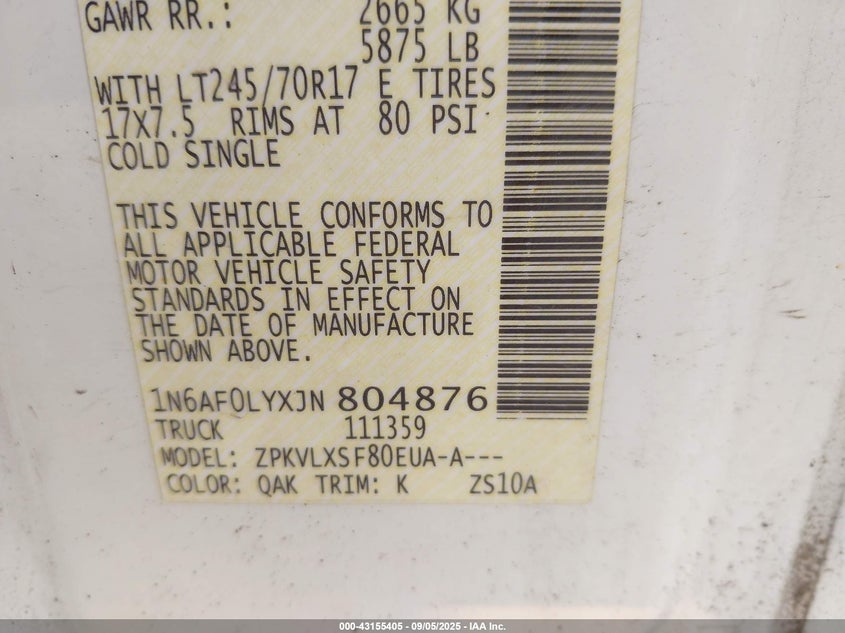 GAWR RR.: 2665 KG
5875 LB
WITH LT245/70R17 E TIRES
17X7.5 RIMS AT 80 PSI
COLD SINGLE
THIS VEHICLE CONFORMS TO
ALL APPLICABLE FEDERAL
MOTOR VEHICLE SAFETY
STANDARDS IN EFFECT ON
THE DATE OF MANUFACTURE
SHOWN ABOVE.
1N6AF0LYXJN 804876
TRUCK 111359
MODEL: ZPKVLXSF80EUA-A---
COLOR: QAK TRIM: K ZS10A
000-43155405 - 09/05/2025 - IAA Inc.